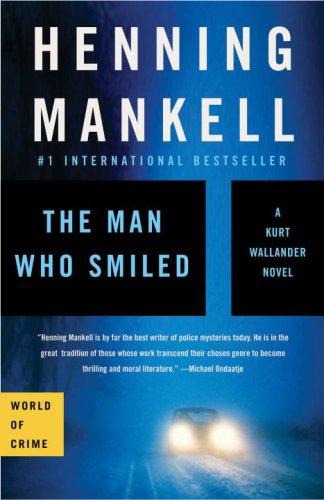 HENNING
MANKELL
#1 INTERNATIONAL BESTSELLER
THE MAN
WHO SMILED
A
KURT
WALLANDER
NOVEL
"Henning Mankell is by far the best writer of police mysteries today. He is in the
great tradition of those whose work transcend their chosen genre to become
thrilling and moral literature." —Michael Ondaatje
WORLD
OF
CRIME